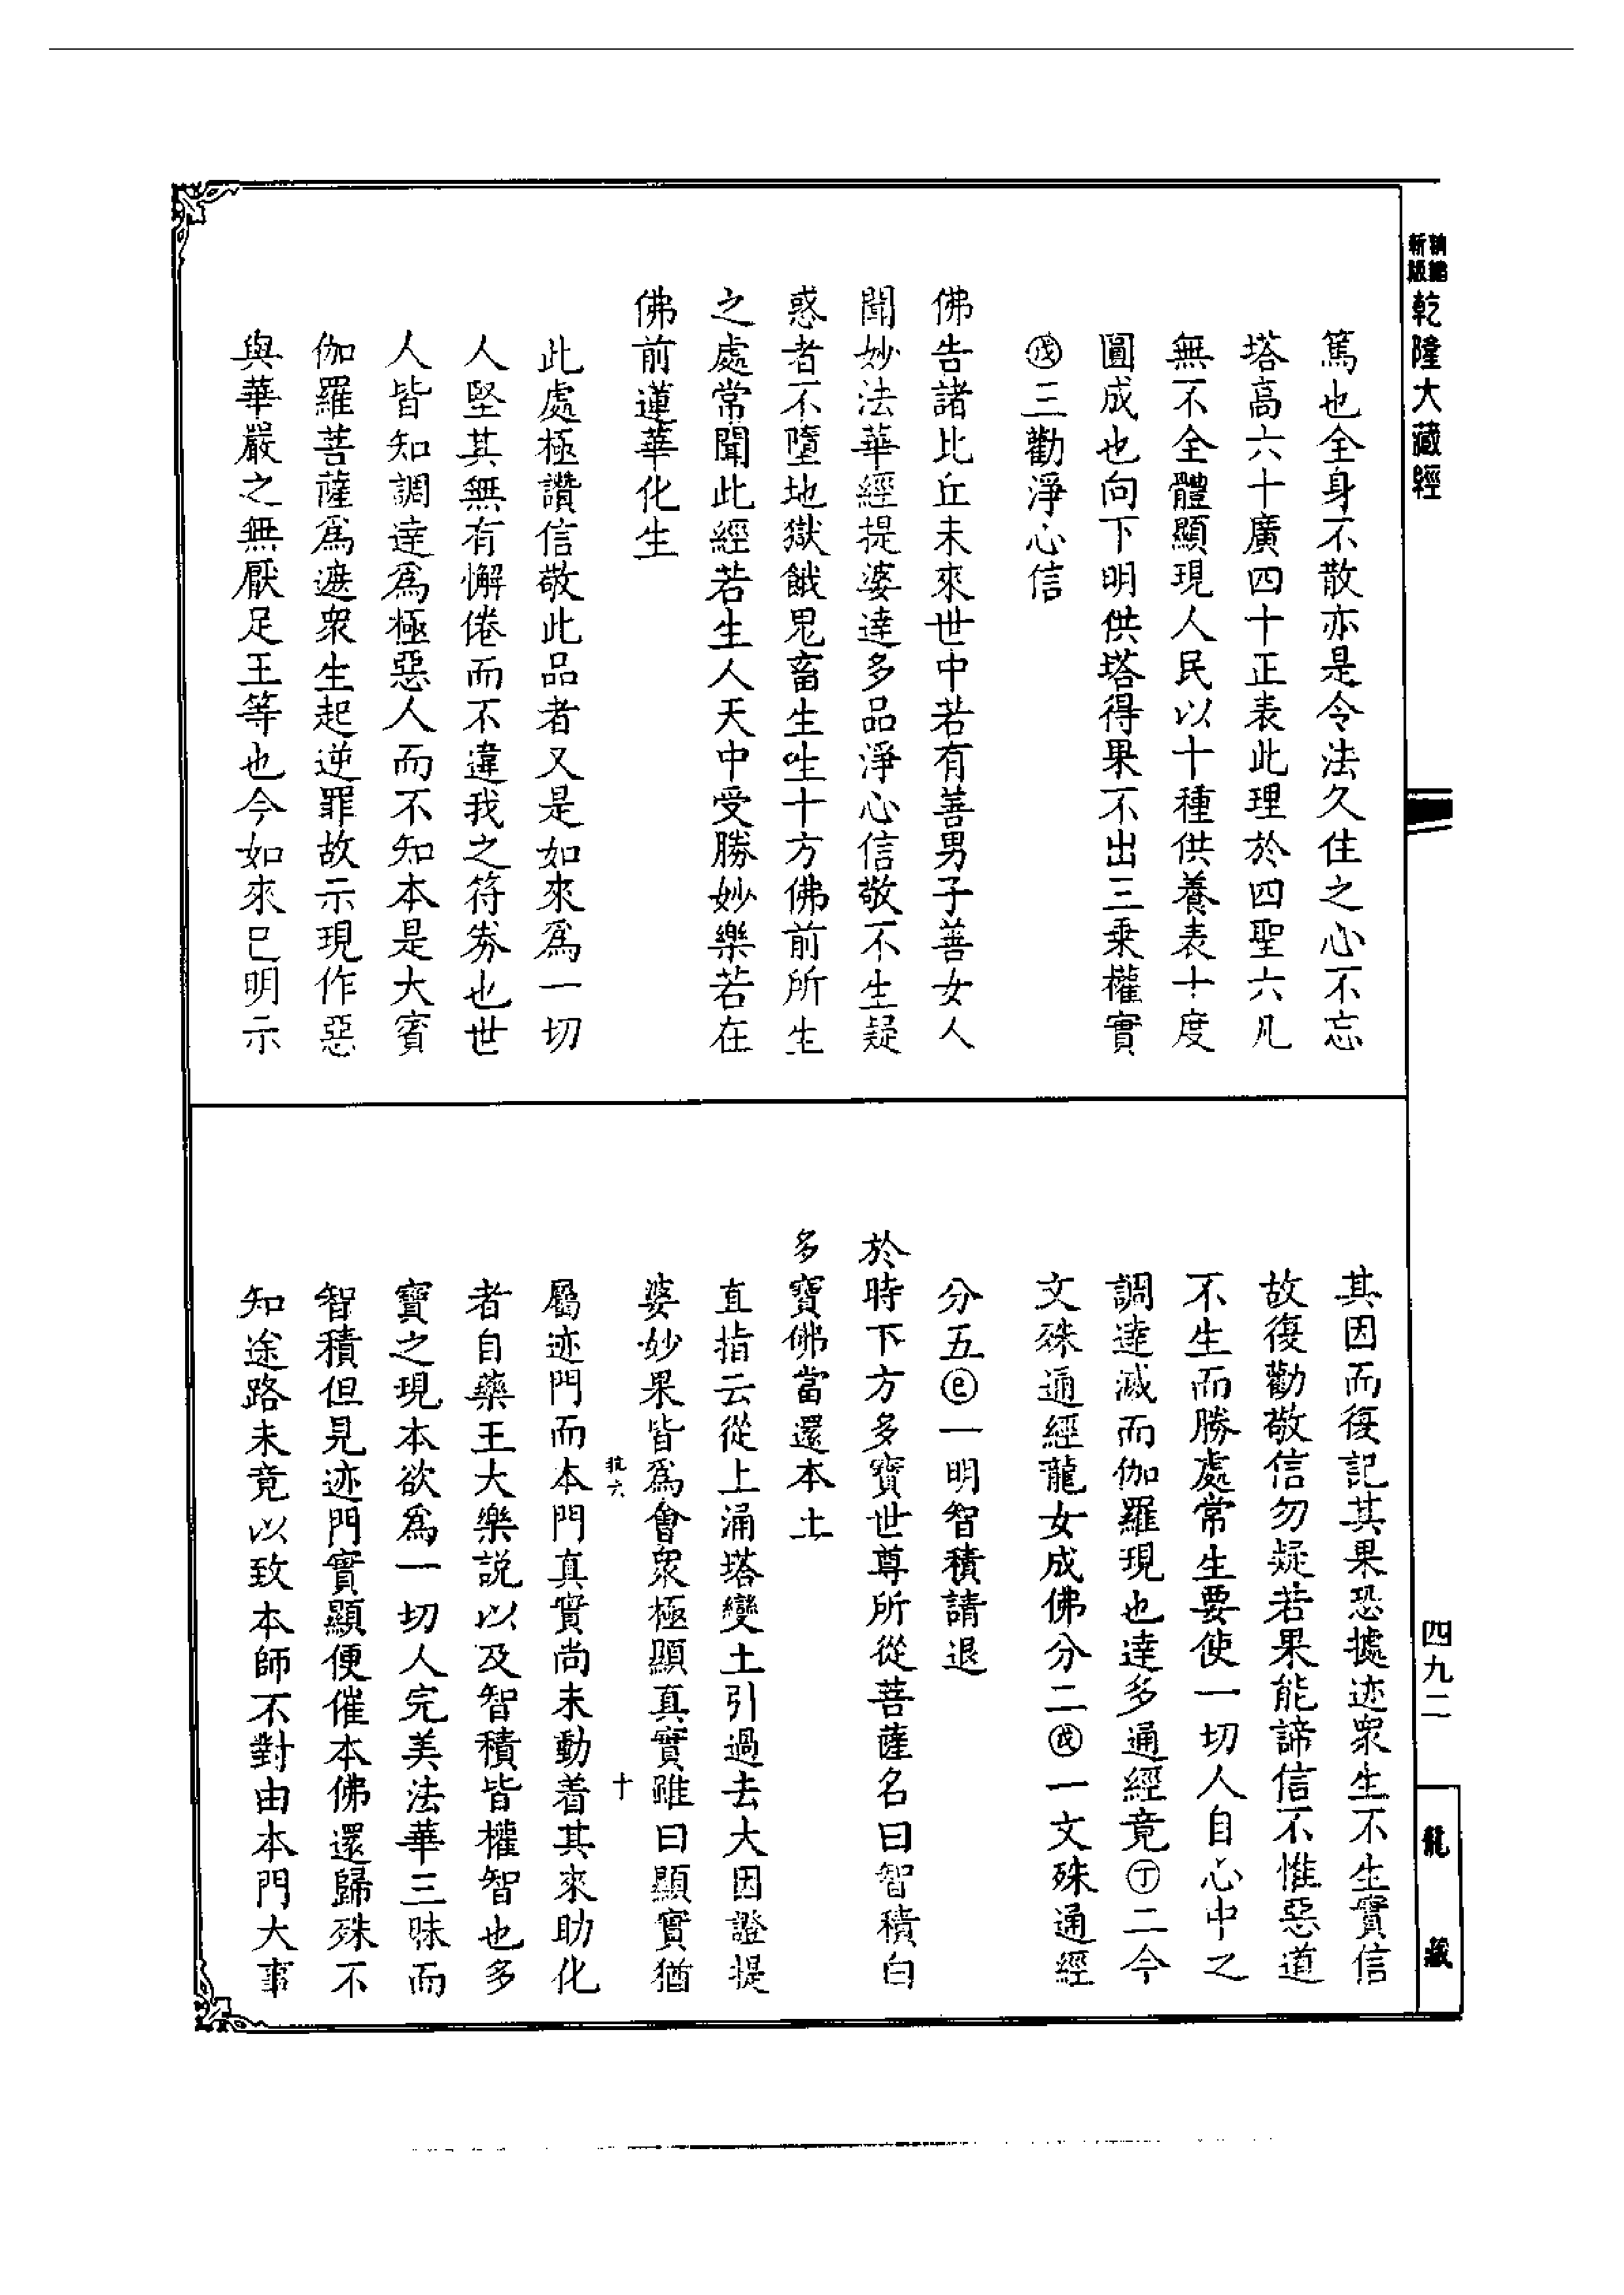 乾隆大藏經
篤也全身不散亦是令法久住之心不忘
塔高六十廣四十正表此理於四聖六凡
無不全體顯現人民以十種供養表十度
圓成也向下明供塔得果不出三乗權實
㊅三勸淨心信
佛告諸比丘未來世中若有善男子善女人
聞妙法華經提婆達多品淨心信敬不生疑
惑者不墮地獄餓鬼畜生生十方佛前所生
之處常聞此經若生人天中受勝妙樂若在
佛前蓮華化生
此處極讚信敬此品者又是如來爲一切
人堅其無有懈倦而不違我之符券也世
人皆知調達爲極惡人而不知本是大賓
伽羅菩薩爲遮衆生起逆罪故示現作惡
與華嚴之無厭足王等也今如來已明示
其因而復記其果恐據迹衆生不生實信
故復勸敬信勿疑若果能諦信不惟惡道
不生而勝處常生要使一切人自心中之
調達滅而伽羅現也達多通經竟丁二今
文殊通經龍女成佛分二戊一文殊通經
分五己一明智積請退
於時下方多寶世尊所從菩薩名曰智積白
多寶佛當還本土
直指云從上涌塔變土引過去大因證提
婆妙果皆爲會衆極顯真實雖曰顯實猶
屬迹門而本門真實尚未動着其來助化
者自藥王大樂説以及智積皆權智也多
寶之現本欲爲一切人完美法華三昧而
智積但見迹門實顯便催本佛還歸殊不
知途路未竟以致本師不對由本門大事
四九二
龍藏